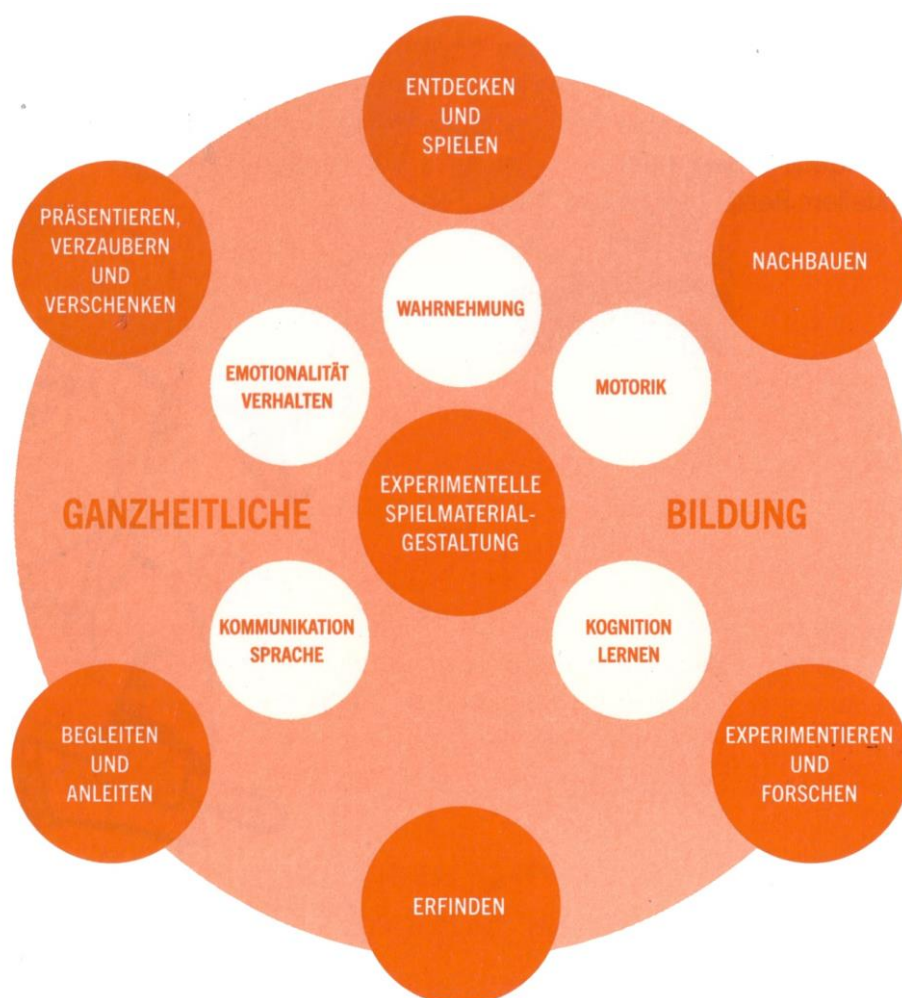 ENTDECKEN
UND
SPIELEN
PRÄSENTIEREN,
VERZAUBERN
UND
VERSCHENKEN
NACHBAUEN
WAHRNEHMUNG
EMOTIONALITÄT
VERHALTEN
MOTORIK
EXPERIMENTELLE
SPIELMATERIAL-
GESTALTUNG
GANZHEITLICHE
BILDUNG
KOMMUNIKATION
SPRACHE
KOGNITION
LERNEN
BEGLEITEN
UND
ANLEITEN
EXPERIMENTIEREN
UND
FORSCHEN
ERFINDEN